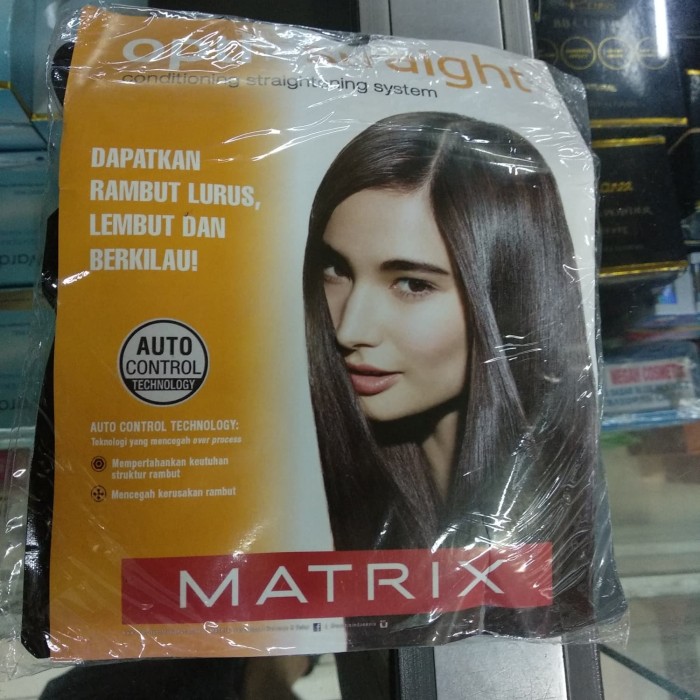 straight
conditioning straightening system
DAPATKAN
RAMBUT LURUS,
LEMBUT DAN
BERKILAU!
AUTO
CONTROL
TECHNOLOGY
AUTO CONTROL TECHNOLOGY:
Teknologi yang mencegah over process
Mempertahankan keutuhan
struktur rambut
Mencegah kerusakan rambut
MATRIX